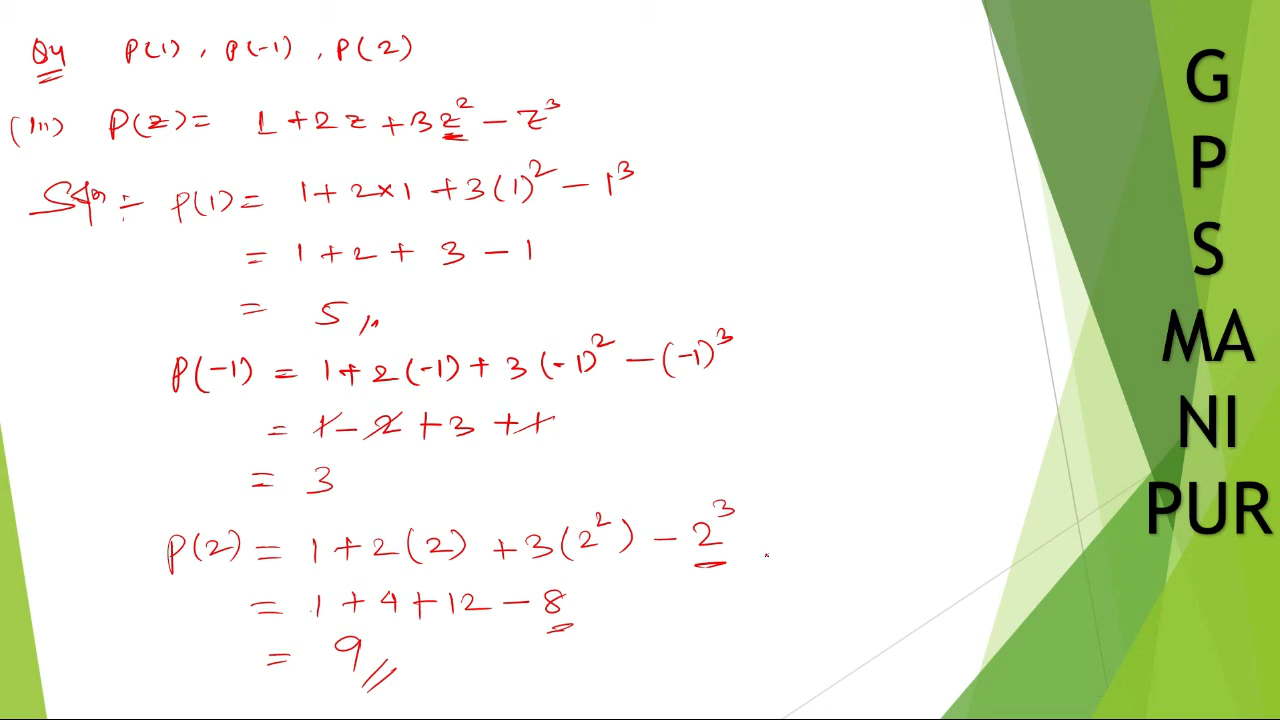 Q4 P(1), P(-1), P(2)
(iii) P(z) = 1 + 2z + 3z² - z³
Soln :- P(1) = 1 + 2×1 + 3(1)² - 1³
= 1 + 2 + 3 - 1
= 5 //
P(-1) = 1 + 2(-1) + 3(-1)² - (-1)³
= 1 - 2 + 3 + 1
= 3
P(2) = 1 + 2(2) + 3(2²) - 2³
= 1 + 4 + 12 - 8
= 9 //
G
P
S
MA
NI
PUR